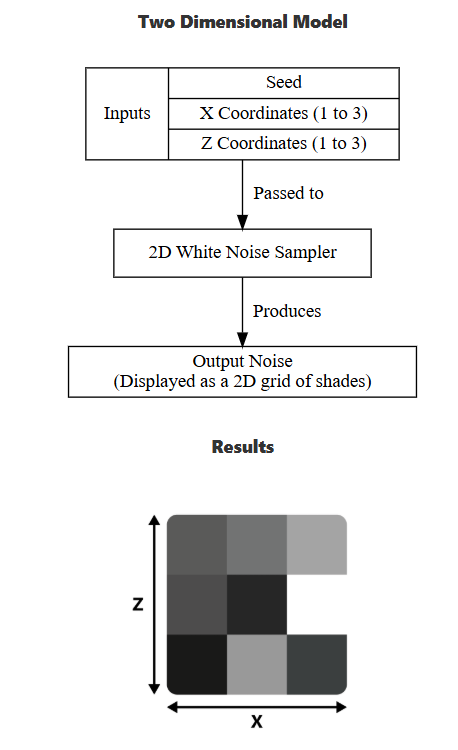 Two Dimensional Model
Inputs
Seed
X Coordinates (1 to 3)
Z Coordinates (1 to 3)
Passed to
2D White Noise Sampler
Produces
Output Noise
(Displayed as a 2D grid of shades)
Results
Z
X